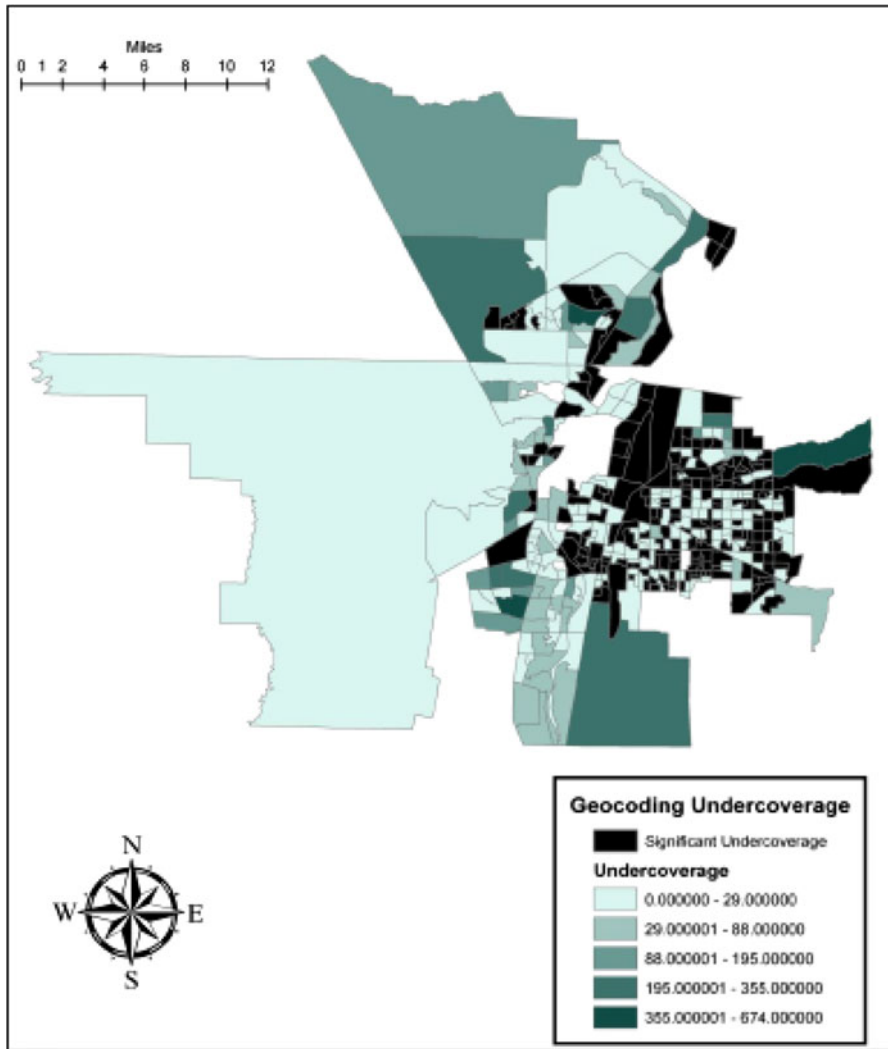 Miles
0 1 2 4 6 8 10 12
N
W E
S
Geocoding Undercoverage
Significant Undercoverage
Undercoverage
0.000000 - 29.000000
29.000001 - 88.000000
88.000001 - 195.000000
195.000001 - 355.000000
355.000001 - 674.000000